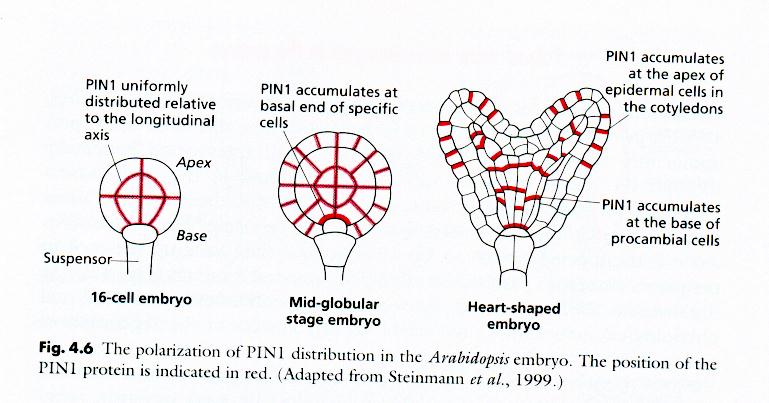 PIN1 uniformly
distributed relative
to the longitudinal
axis
Apex
Base
Suspensor
16-cell embryo
PIN1 accumulates at
basal end of specific
cells
Mid-globular
stage embryo
PIN1 accumulates
at the apex of
epidermal cells in
the cotyledons
PIN1 accumulates
at the base of
procambial cells
Heart-shaped
embryo
Fig. 4.6 The polarization of PIN1 distribution in the Arabidopsis embryo. The position of the
PIN1 protein is indicated in red. (Adapted from Steinmann et al., 1999.)